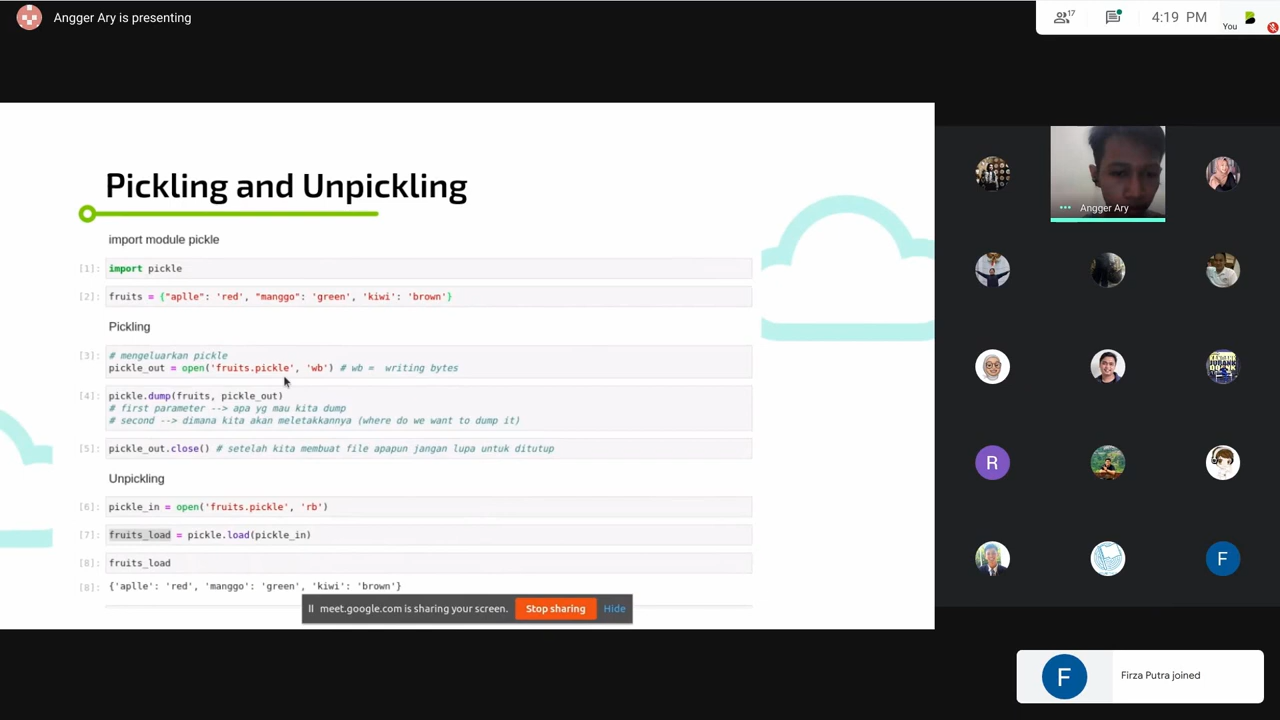 Angger Ary is presenting
17
4:19 PM
You
Pickling and Unpickling
import module pickle
[1]: import pickle
[2]: fruits = {"aplle": 'red', "manggo": 'green', 'kiwi': 'brown'}
Pickling
[3]: # mengeluarkan pickle
pickle_out = open('fruits.pickle', 'wb') # wb = writing bytes
[4]: pickle.dump(fruits, pickle_out)
# first parameter --> apa yg mau kita dump
# second --> dimana kita akan meletakkannya (where do we want to dump it)
[5]: pickle_out.close() # setelah kita membuat file apapun jangan lupa untuk ditutup
Unpickling
[6]: pickle_in = open('fruits.pickle', 'rb')
[7]: fruits_load = pickle.load(pickle_in)
[8]: fruits_load
[8]: {'aplle': 'red', 'manggo': 'green', 'kiwi': 'brown'}
meet.google.com is sharing your screen. Stop sharing Hide
Angger Ary
R
F
F
Firza Putra joined